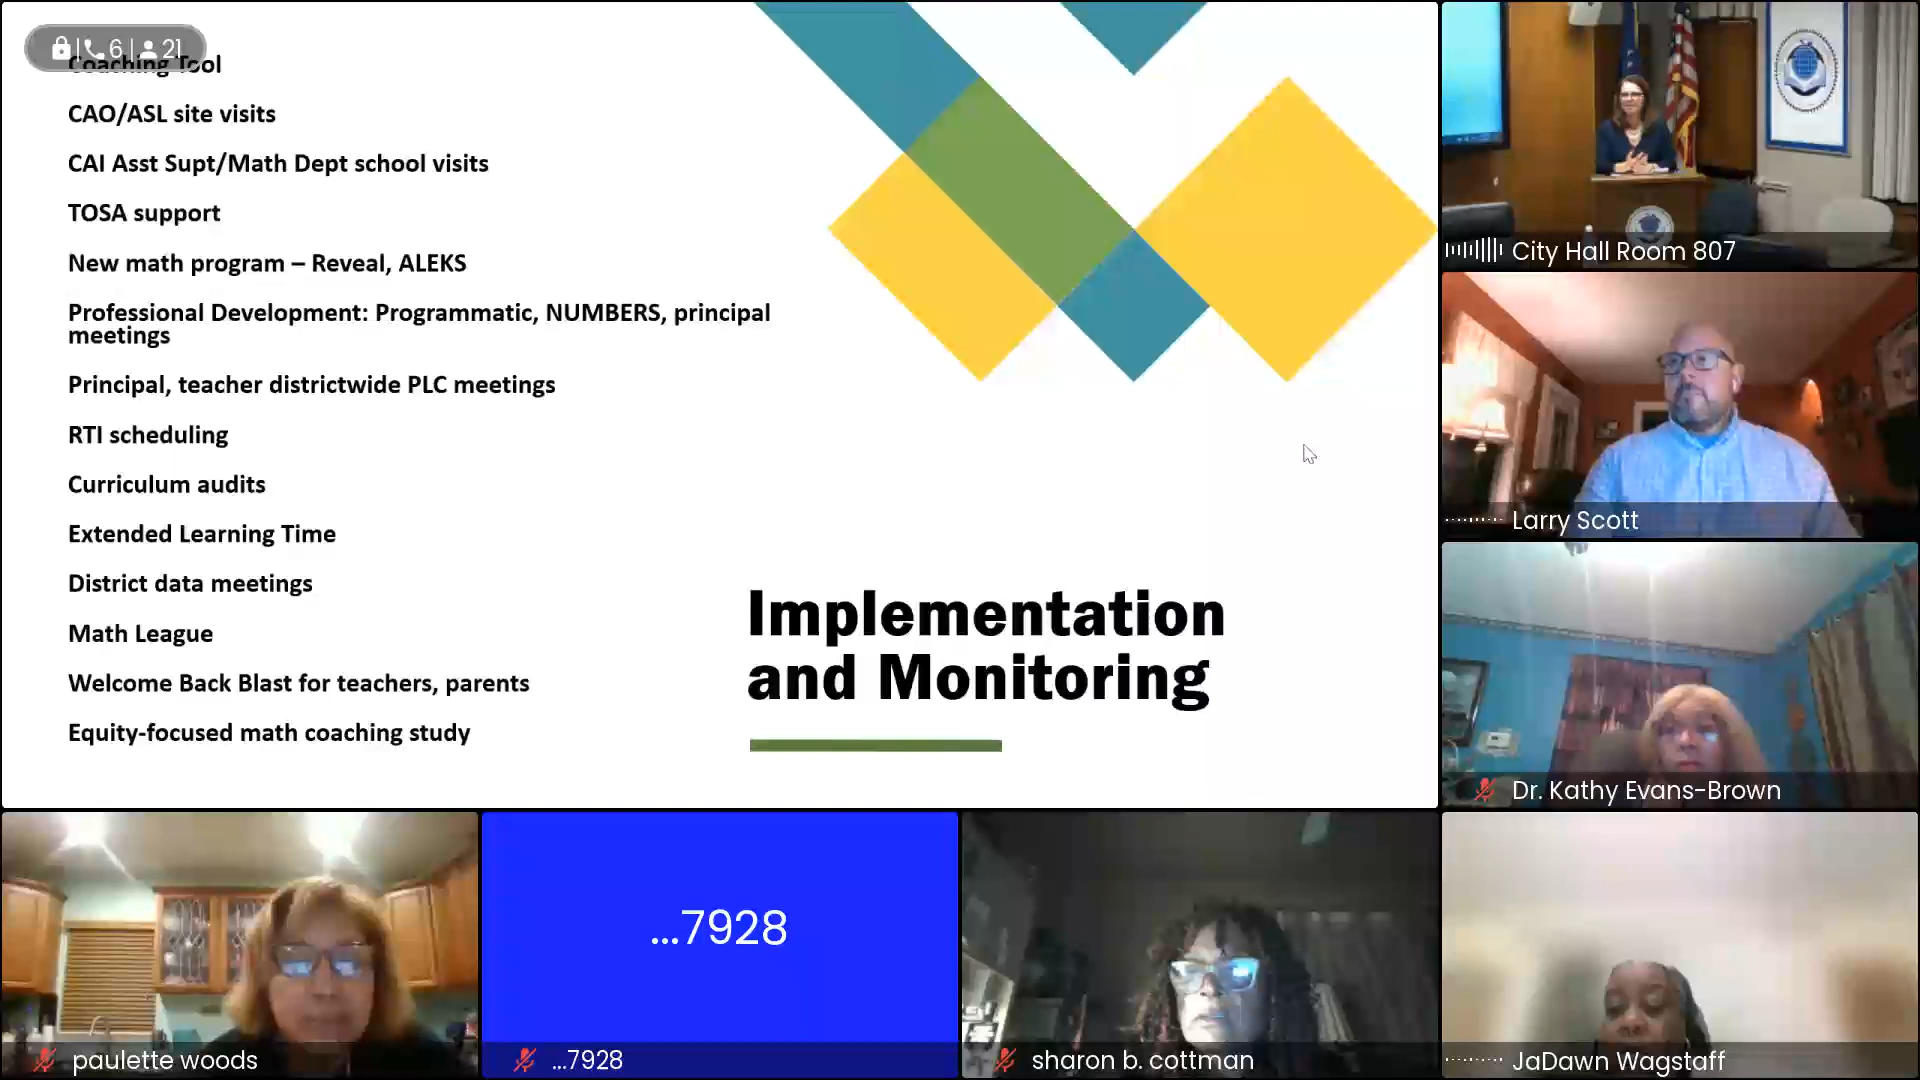 6 21
Coaching Tool
CAO/ASL site visits
CAI Asst Supt/Math Dept school visits
TOSA support
New math program – Reveal, ALEKS
Professional Development: Programmatic, NUMBERS, principal
meetings
Principal, teacher districtwide PLC meetings
RTI scheduling
Curriculum audits
Extended Learning Time
District data meetings
Math League
Welcome Back Blast for teachers, parents
Equity-focused math coaching study
Implementation
and Monitoring
City Hall Room 807
Larry Scott
Dr. Kathy Evans-Brown
paulette woods
...7928
...7928
sharon b. cottman
JaDawn Wagstaff